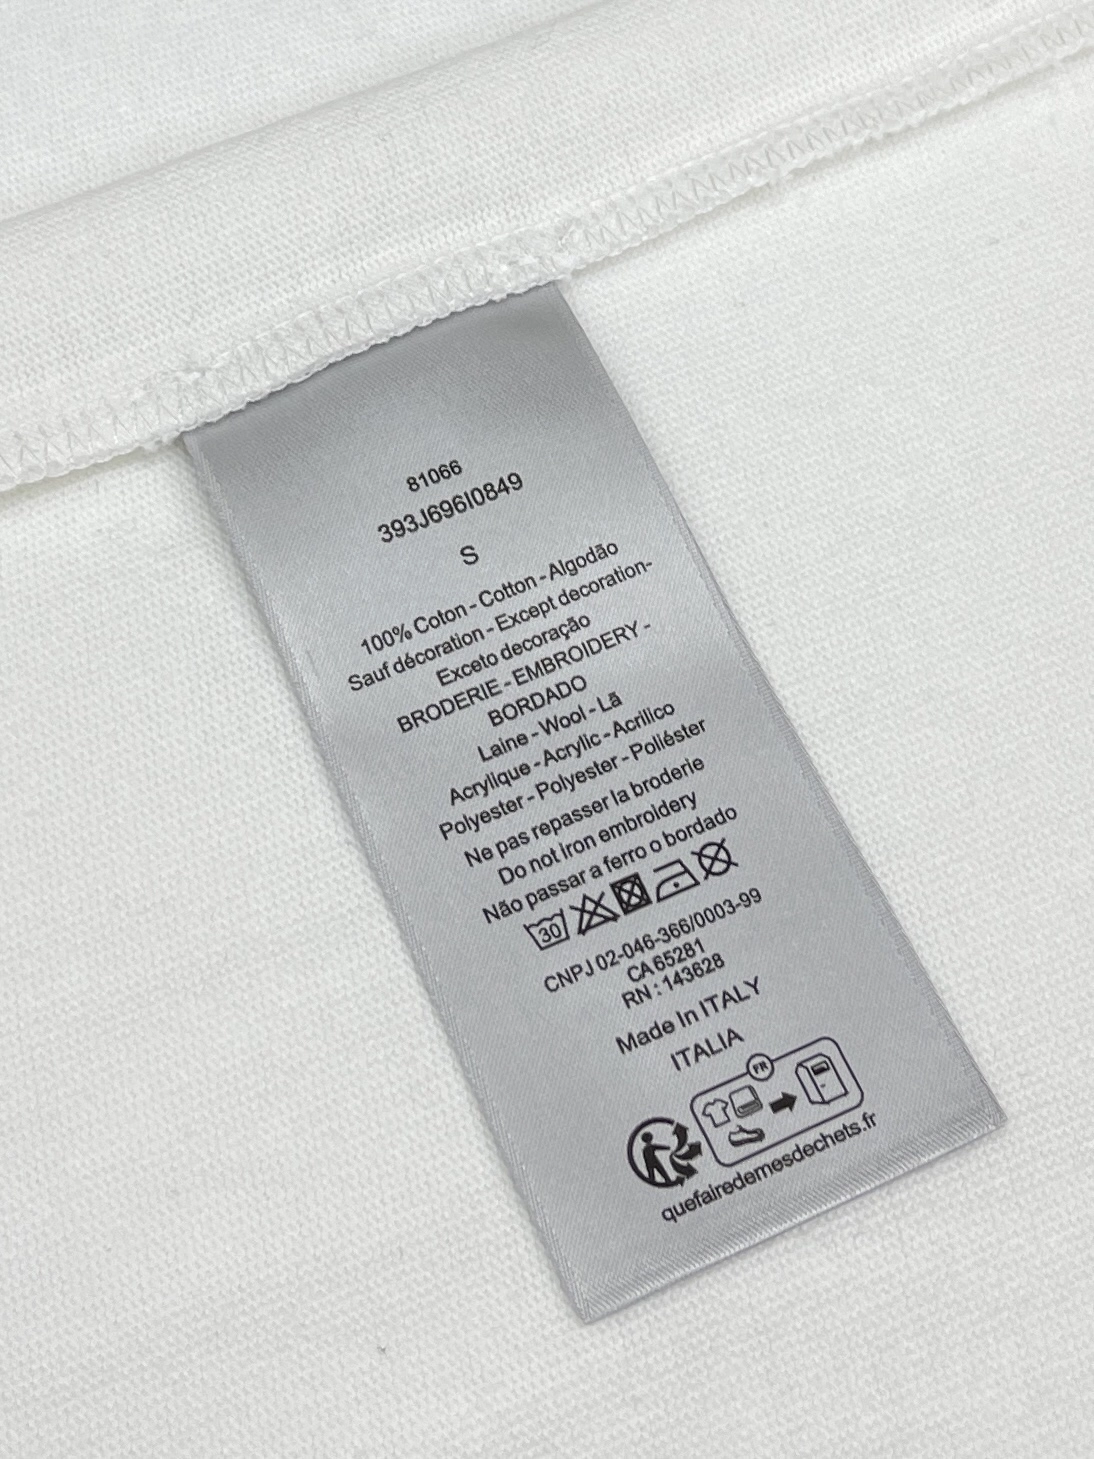 81066
393J696I0849
S
100% Coton - Cotton - Algodão
Sauf décoration - Except decoration-
Exceto decoração
BRODERIE - EMBROIDERY -
BORDADO
Laine - Wool - Lã
Acrylique - Acrylic - Acrilico
Polyester - Polyester - Poliéster
Ne pas repasser la broderie
Do not iron embroidery
Não passar a ferro o bordado
30
CNPJ 02-046-366/0003-99
CA 65281
RN : 143628
Made In ITALY
ITALIA
FR
quefairedemesdechets.fr